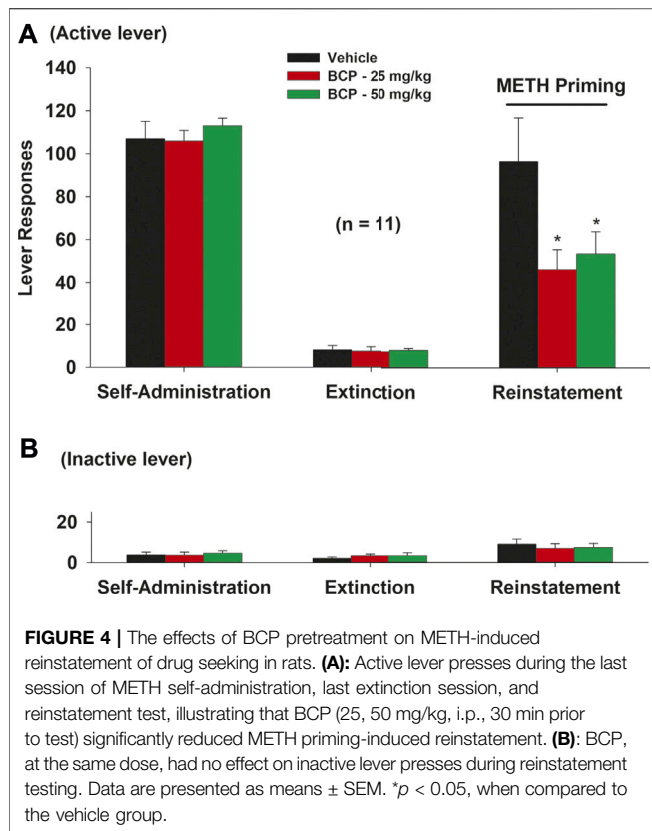 A (Active lever)
Vehicle
BCP - 25 mg/kg
BCP - 50 mg/kg
METH Priming
140
120
100
80
60
40
20
0
Lever Responses
(n = 11)
*
*
Self-Administration
Extinction
Reinstatement
B (Inactive lever)
20
0
Self-Administration
Extinction
Reinstatement
FIGURE 4 | The effects of BCP pretreatment on METH-induced
reinstatement of drug seeking in rats. (A): Active lever presses during the last
session of METH self-administration, last extinction session, and
reinstatement test, illustrating that BCP (25, 50 mg/kg, i.p., 30 min prior
to test) significantly reduced METH priming-induced reinstatement. (B): BCP,
at the same dose, had no effect on inactive lever presses during reinstatement
testing. Data are presented as means ± SEM. *p < 0.05, when compared to
the vehicle group.